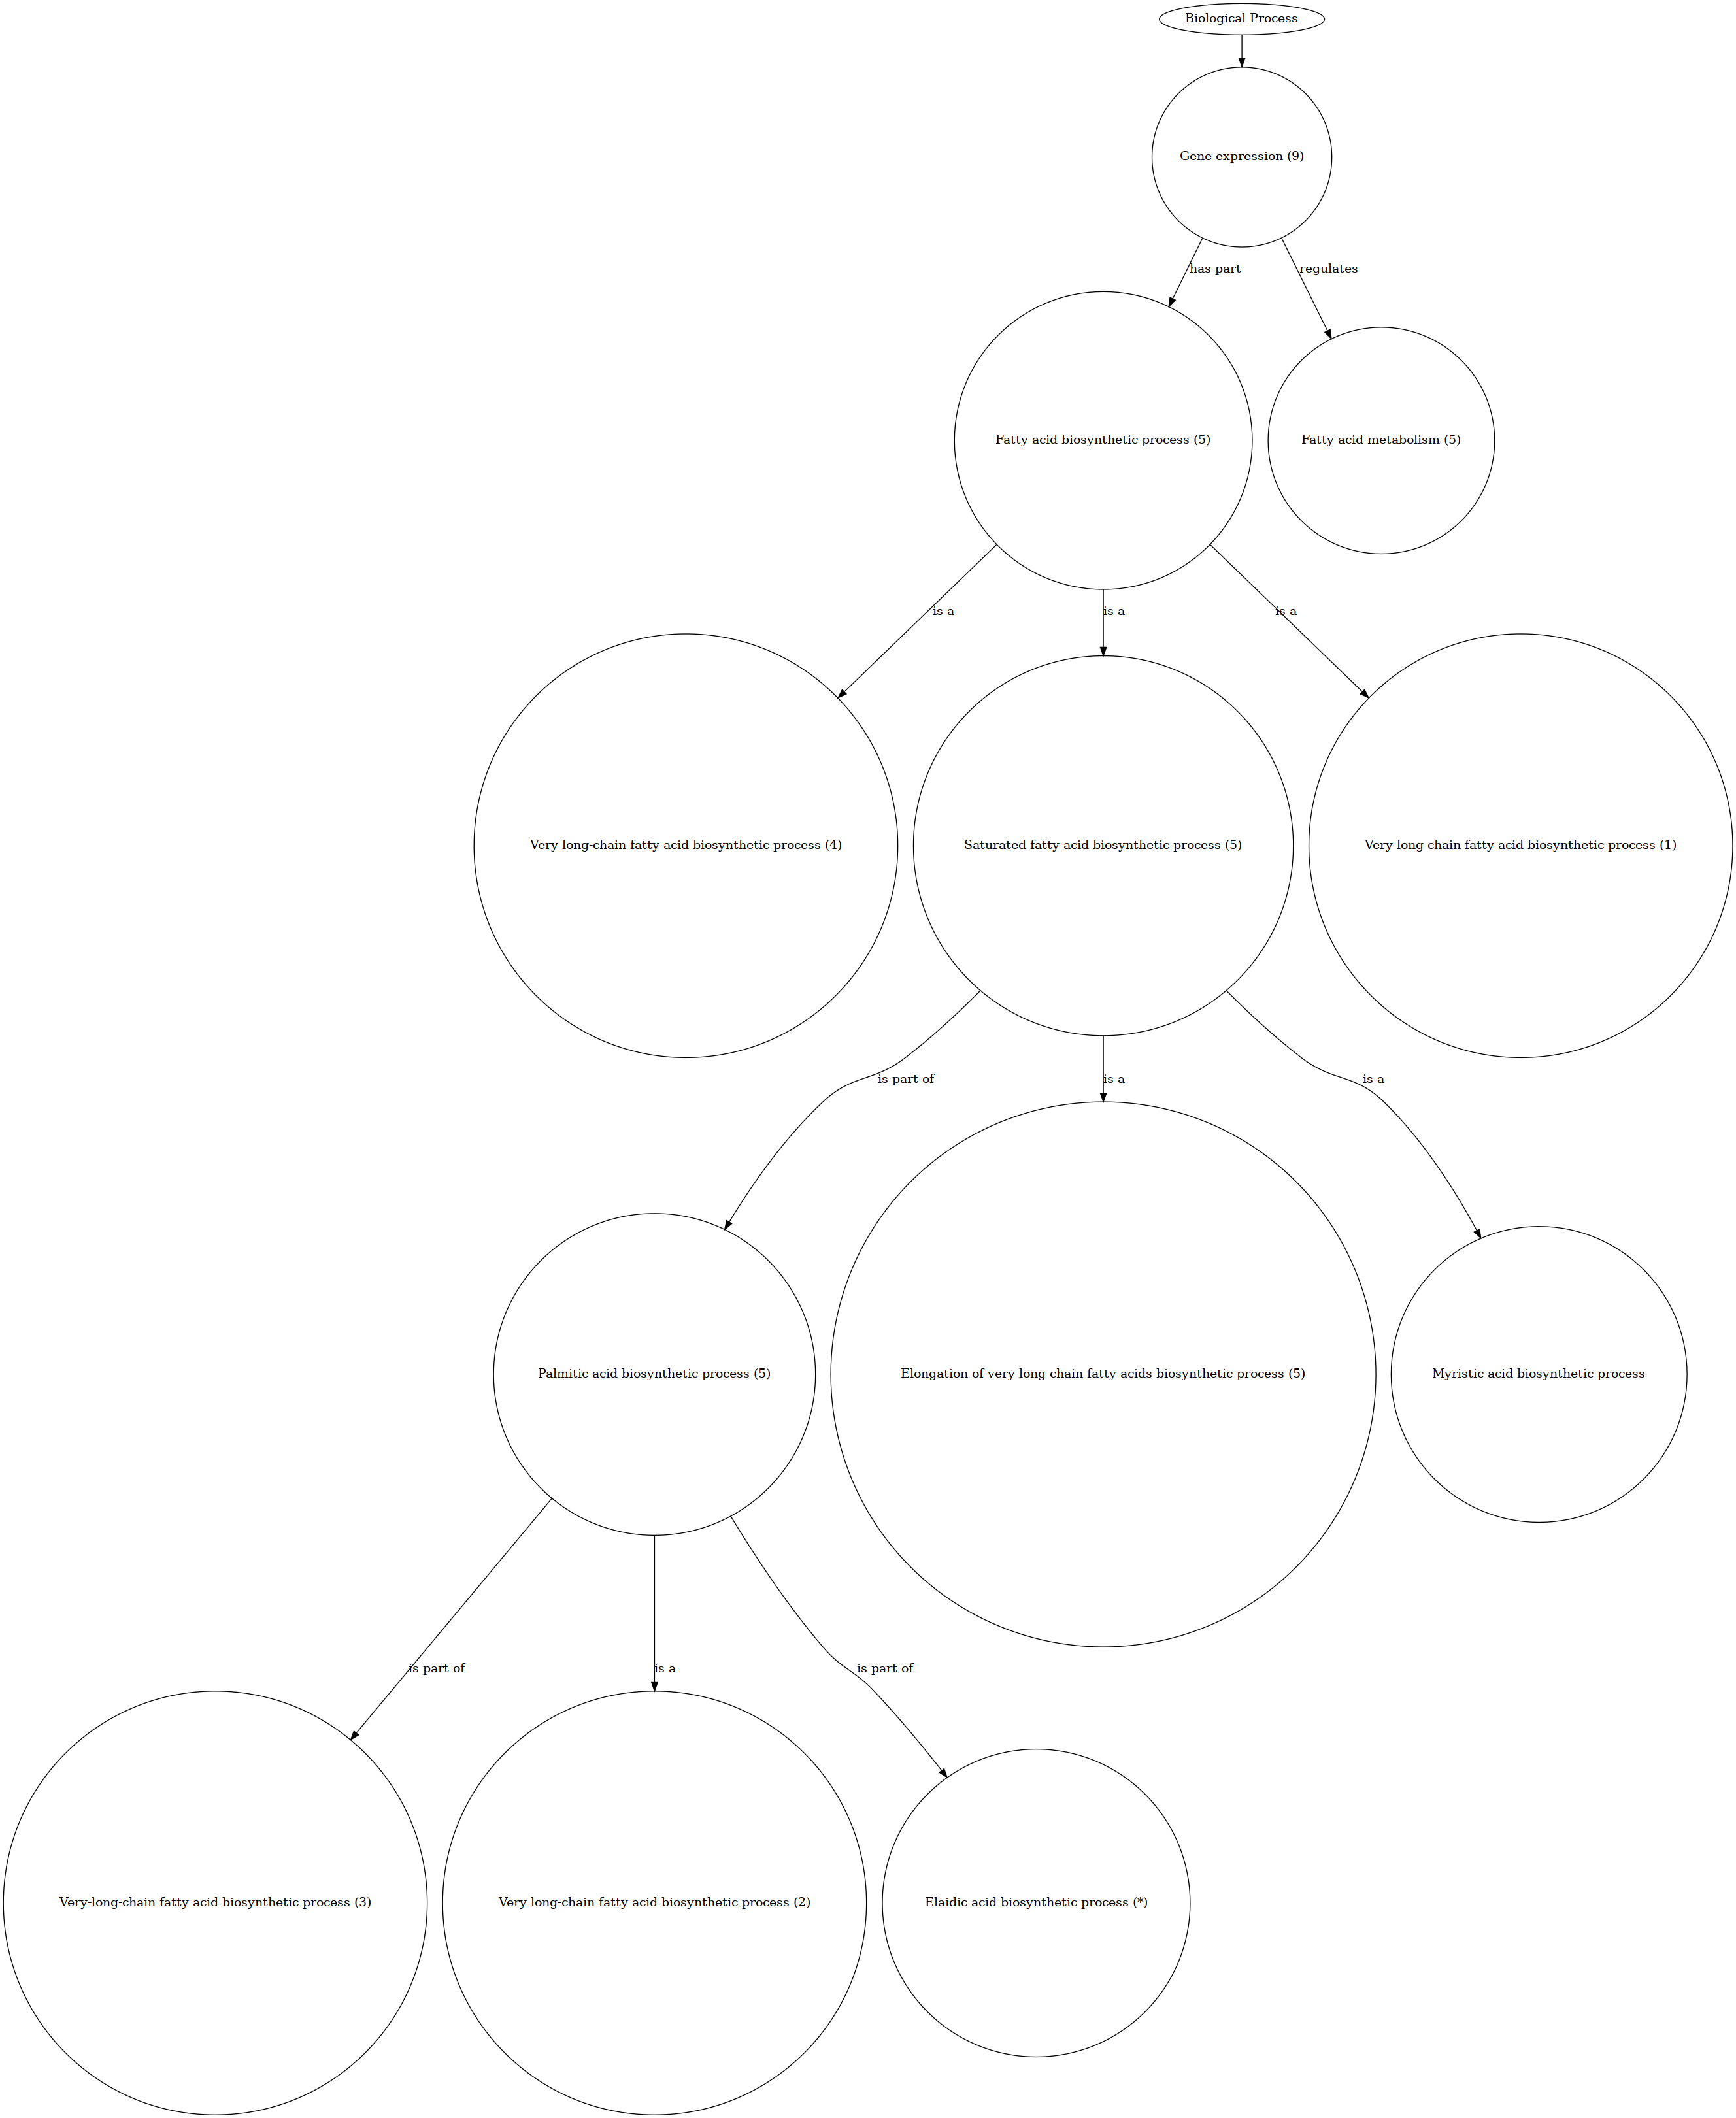 Biological Process
Gene expression (9)
has part
regulates
Fatty acid biosynthetic process (5)
Fatty acid metabolism (5)
is a
is a
is a
Very long-chain fatty acid biosynthetic process (4)
Saturated fatty acid biosynthetic process (5)
Very long chain fatty acid biosynthetic process (1)
is part of
is a
is a
Palmitic acid biosynthetic process (5)
Elongation of very long chain fatty acids biosynthetic process (5)
Myristic acid biosynthetic process
is part of
is a
is part of
Very-long-chain fatty acid biosynthetic process (3)
Very long-chain fatty acid biosynthetic process (2)
Elaidic acid biosynthetic process (*)